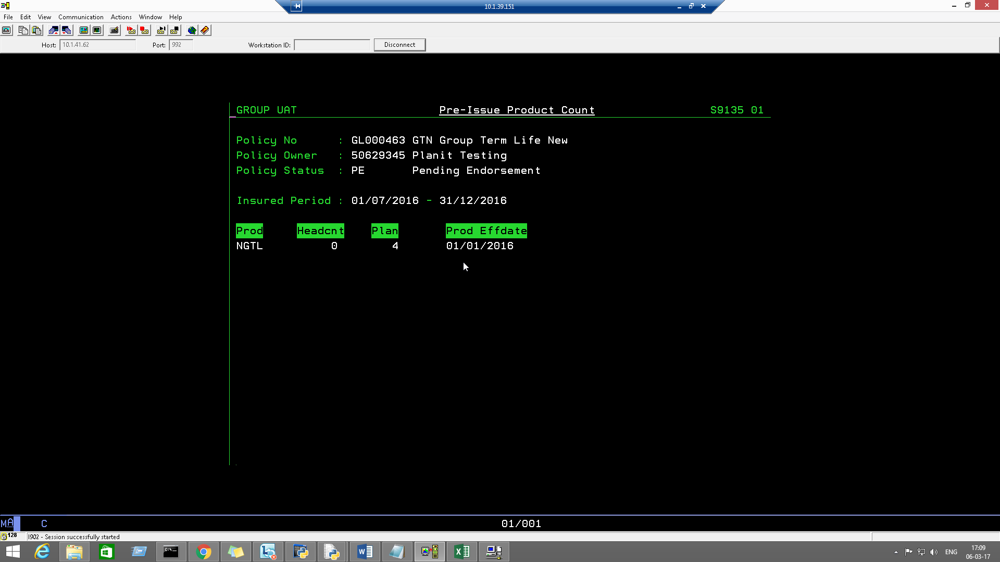 10.1.39.151
File Edit View Communication Actions Window Help
Host: 10.1.41.62 Port: 992 Workstation ID: Disconnect
GROUP UAT Pre-Issue Product Count S9135 01
Policy No : GL000463 GTN Group Term Life New
Policy Owner : 50629345 Planit Testing
Policy Status : PE Pending Endorsement
Insured Period : 01/07/2016 - 31/12/2016
Prod Headcnt Plan Prod Effdate
NGTL 0 4 01/01/2016
MA C 01/001
128 I902 - Session successfully started
ENG 17:09
06-03-17